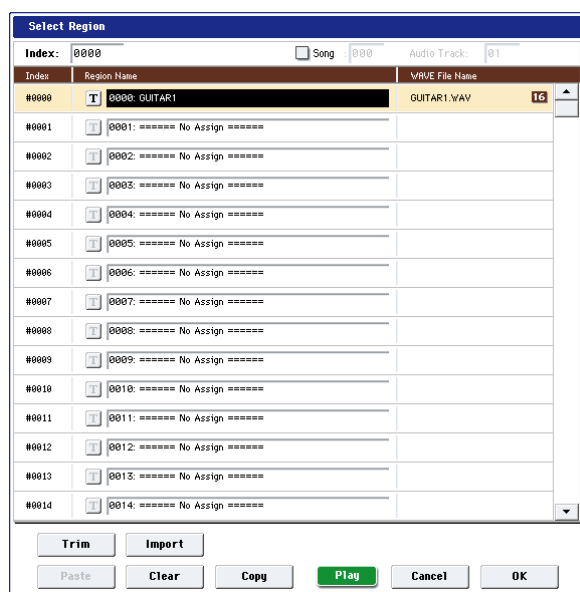 Select Region
Index: 0000 Song : 000 Audio Track: 01
Index Region Name WAVE File Name
#0000 T 0000: GUITAR1 GUITAR1.WAV 16
#0001 T 0001: ====== No Assign ======
#0002 T 0002: ====== No Assign ======
#0003 T 0003: ====== No Assign ======
#0004 T 0004: ====== No Assign ======
#0005 T 0005: ====== No Assign ======
#0006 T 0006: ====== No Assign ======
#0007 T 0007: ====== No Assign ======
#0008 T 0008: ====== No Assign ======
#0009 T 0009: ====== No Assign ======
#0010 T 0010: ====== No Assign ======
#0011 T 0011: ====== No Assign ======
#0012 T 0012: ====== No Assign ======
#0013 T 0013: ====== No Assign ======
#0014 T 0014: ====== No Assign ======
Trim Import
Paste Clear Copy Play Cancel OK